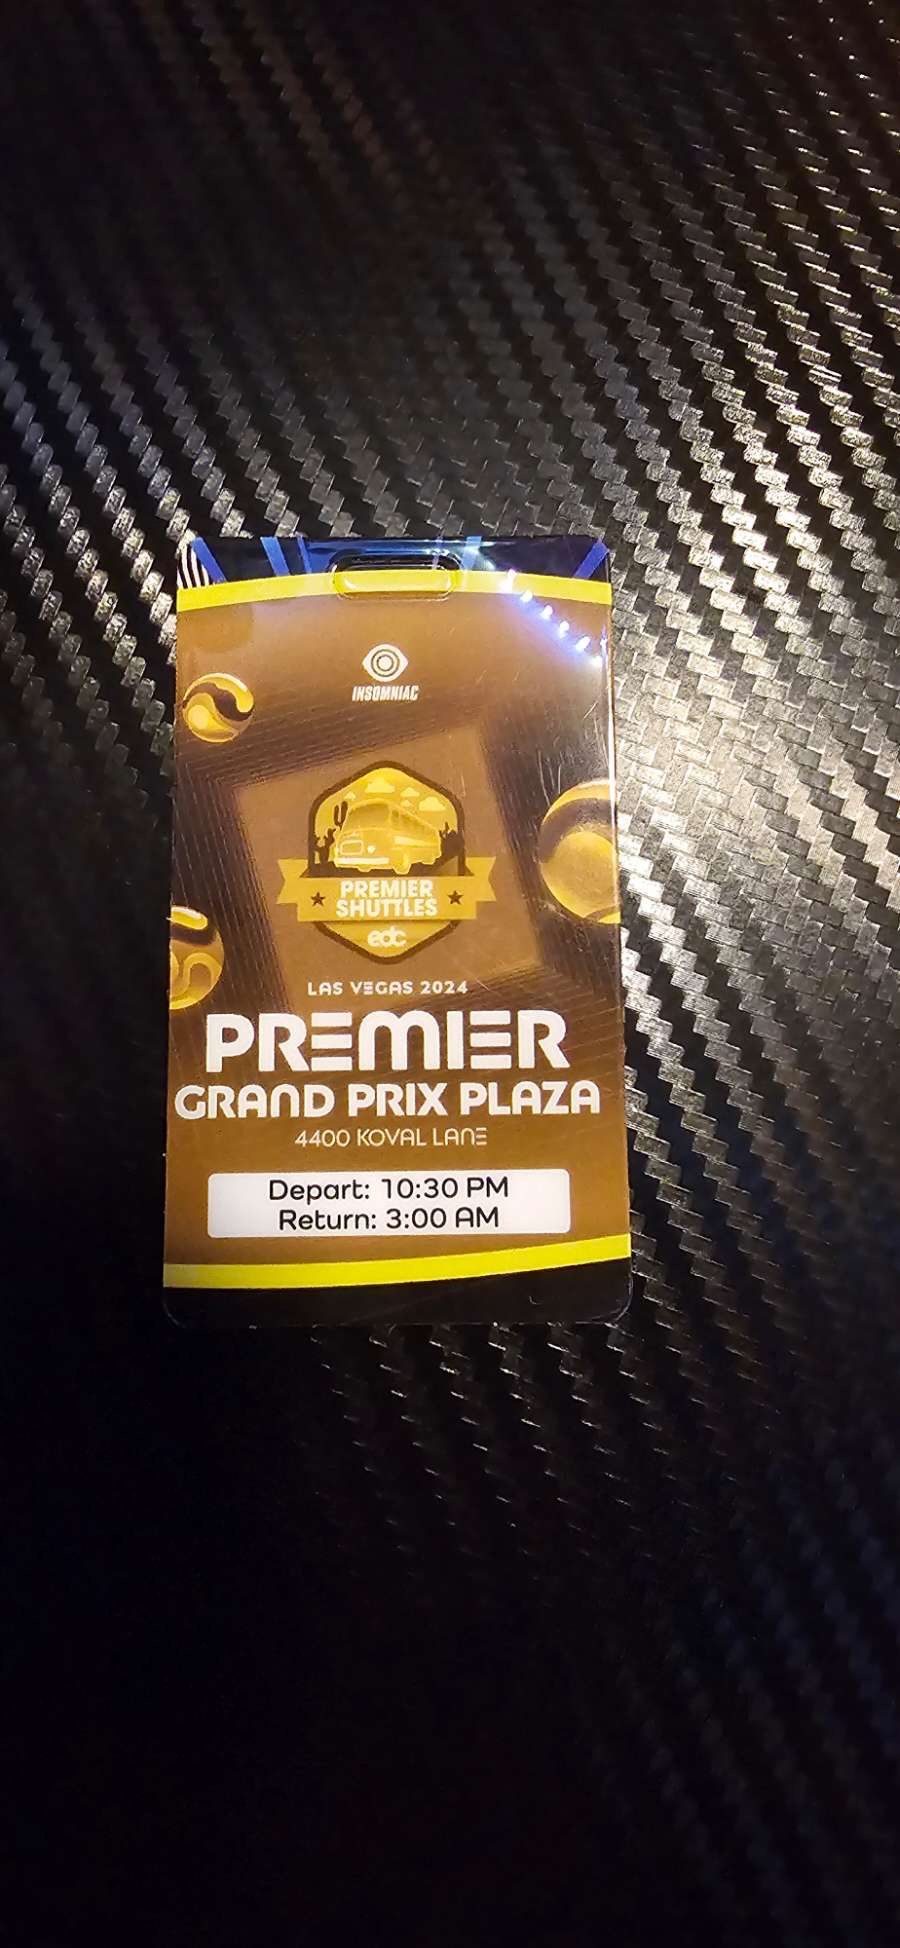 INSOMNIAC
PREMIER
SHUTTLES
edc
LAS VEGAS 2024
PREMIER
GRAND PRIX PLAZA
4400 KOVAL LANE
Depart: 10:30 PM
Return: 3:00 AM